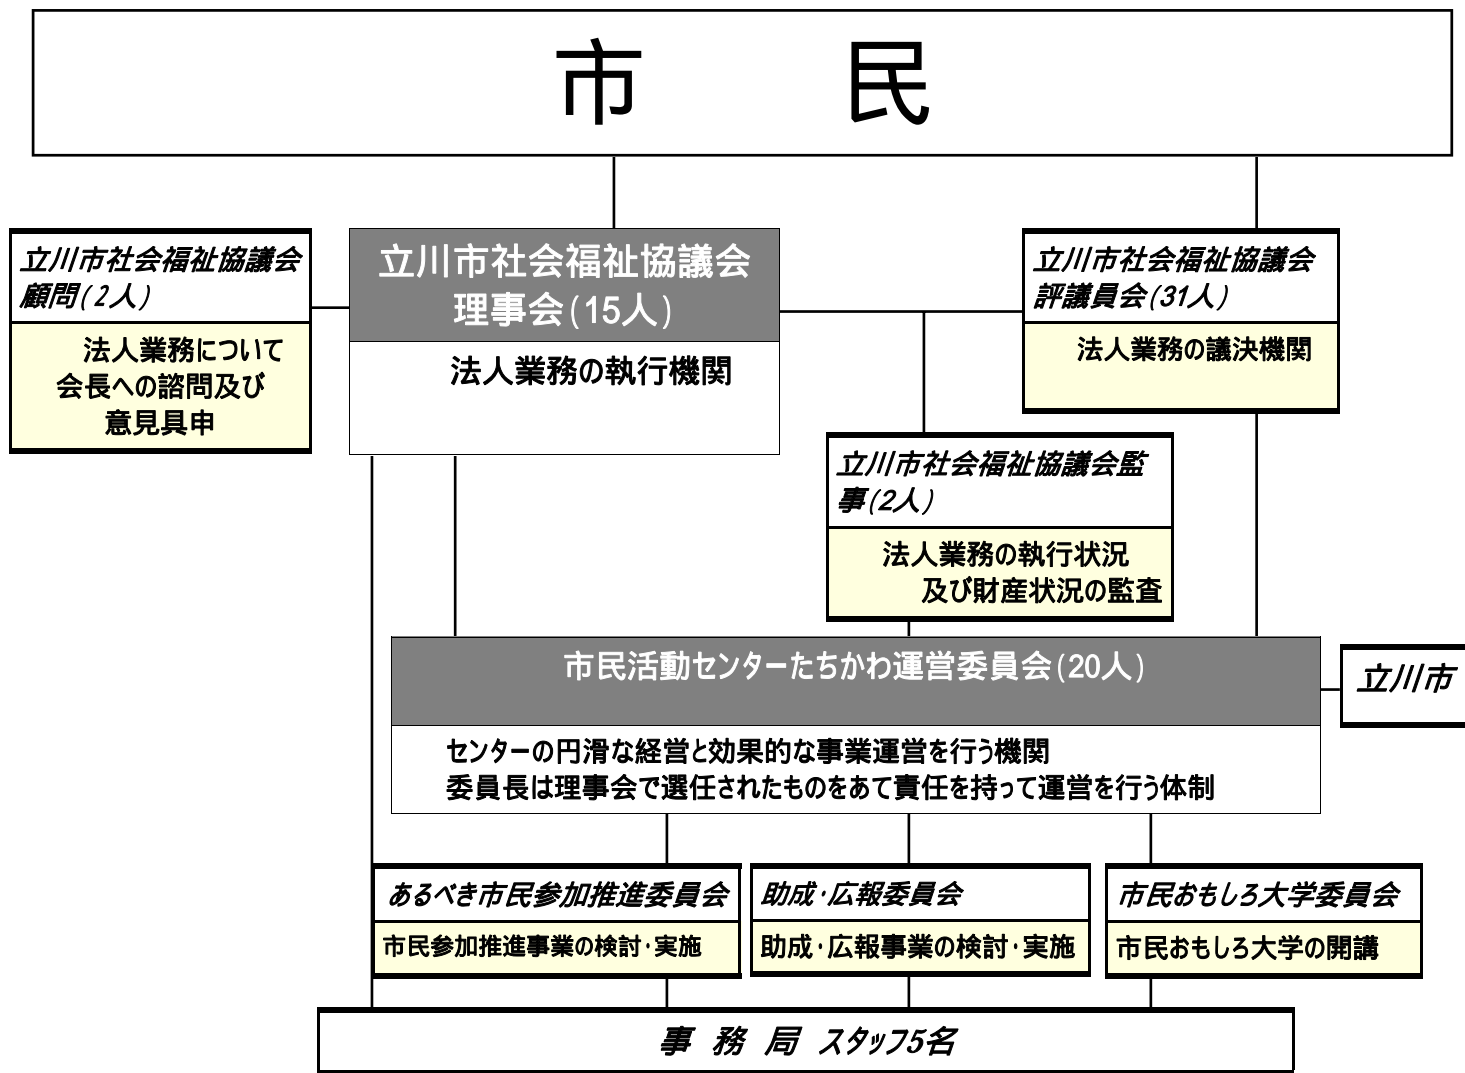 市 民
立川市社会福祉協議会
顧問(2人)
法人業務について
会長への諮問及び
意見具申
立川市社会福祉協議会
理事会(15人)
法人業務の執行機関
立川市社会福祉協議会
評議員会(31人)
法人業務の議決機関
立川市社会福祉協議会監
事(2人)
法人業務の執行状況
及び財産状況の監査
市民活動センターたちかわ運営委員会(20人)
センターの円滑な経営と効果的な事業運営を行う機関
委員長は理事会で選任されたものをあて責任を持って運営を行う体制
立川市
あるべき市民参加推進委員会
市民参加推進事業の検討・実施
助成・広報委員会
助成・広報事業の検討・実施
市民おもしろ大学委員会
市民おもしろ大学の開講
事 務 局 スタッフ5名